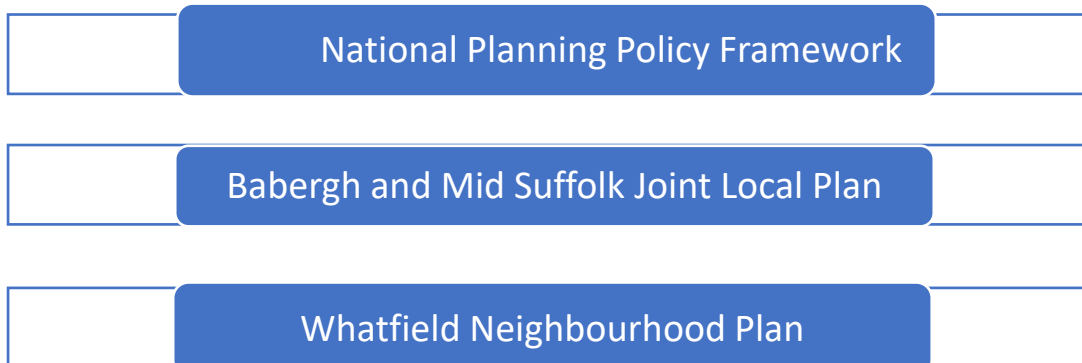 National Planning Policy Framework
Babergh and Mid Suffolk Joint Local Plan
Whatfield Neighbourhood Plan